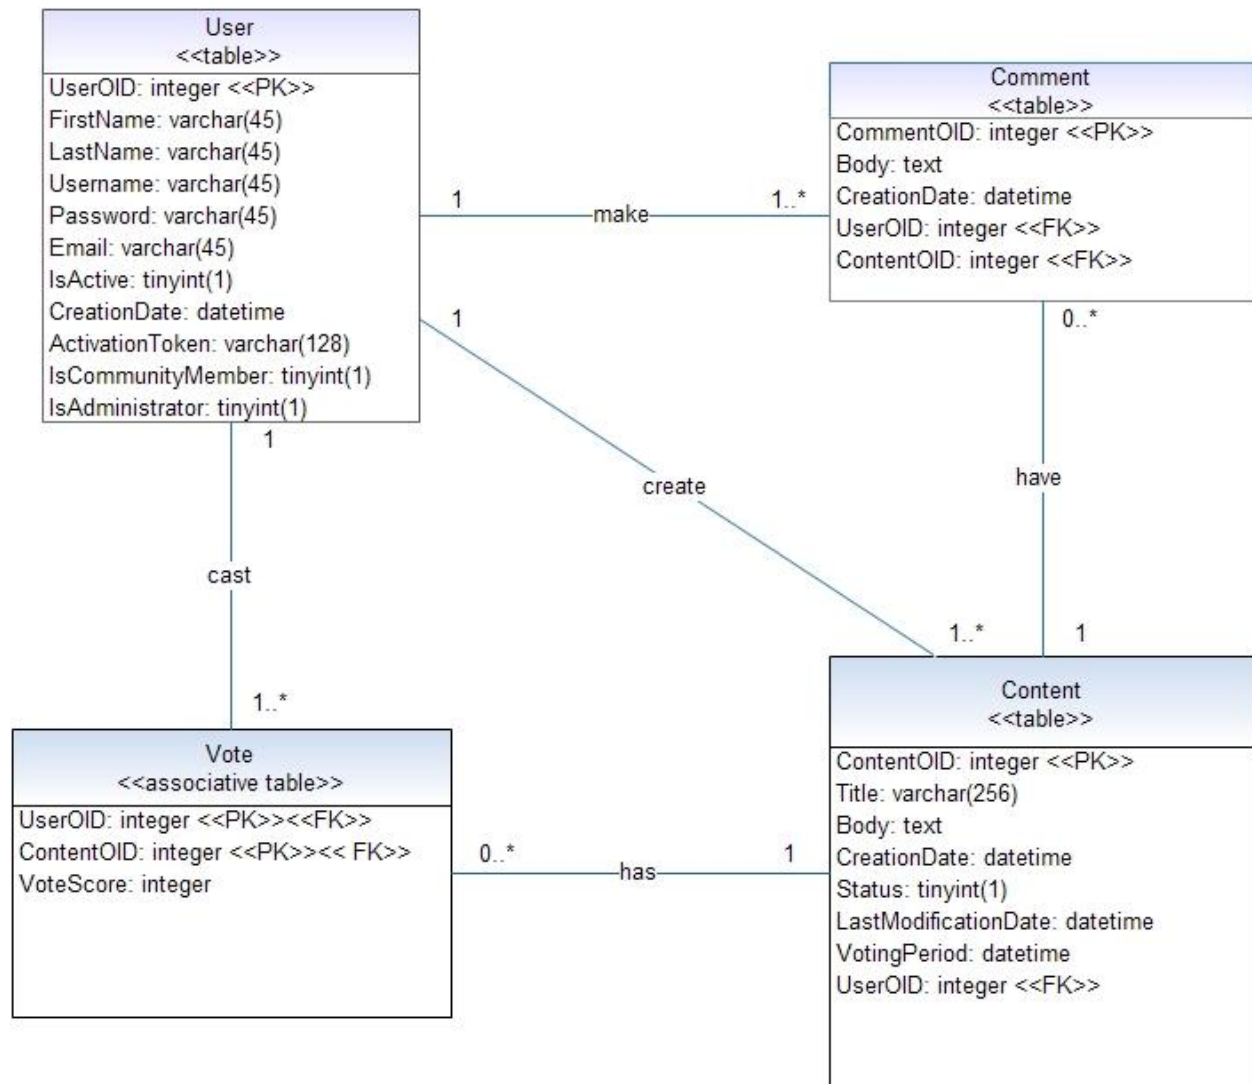 User
<<table>>
UserOID: integer <<PK>>
FirstName: varchar(45)
LastName: varchar(45)
Username: varchar(45)
Password: varchar(45)
Email: varchar(45)
IsActive: tinyint(1)
CreationDate: datetime
ActivationToken: varchar(128)
IsCommunityMember: tinyint(1)
IsAdministrator: tinyint(1)
Comment
<<table>>
CommentOID: integer <<PK>>
Body: text
CreationDate: datetime
UserOID: integer <<FK>>
ContentOID: integer <<FK>>
1
make
1..*
1
create
1..*
0..*
have
1
1
cast
1..*
Vote
<<associative table>>
UserOID: integer <<PK>><<FK>>
ContentOID: integer <<PK>><< FK>>
VoteScore: integer
0..*
has
1
Content
<<table>>
ContentOID: integer <<PK>>
Title: varchar(256)
Body: text
CreationDate: datetime
Status: tinyint(1)
LastModificationDate: datetime
VotingPeriod: datetime
UserOID: integer <<FK>>